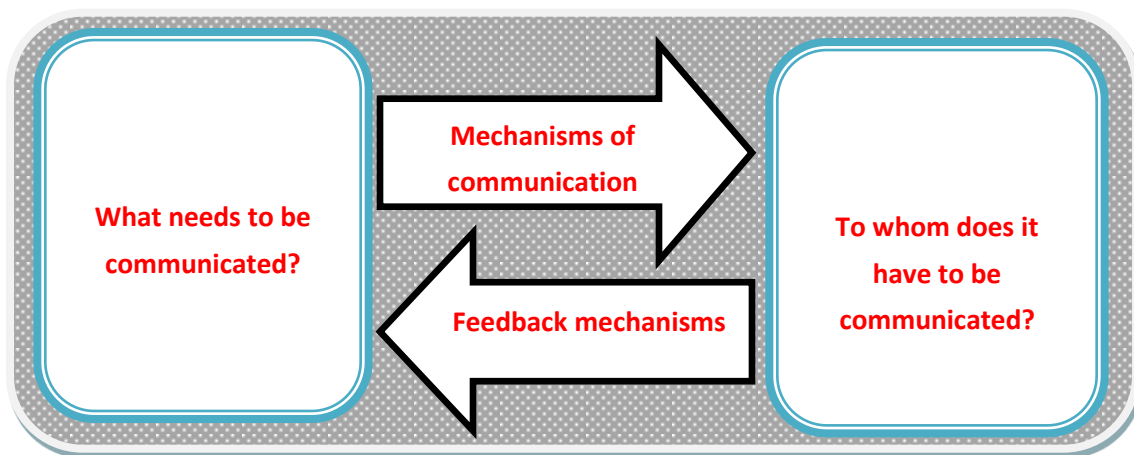 What needs to be
communicated?
Mechanisms of
communication
Feedback mechanisms
To whom does it
have to be
communicated?